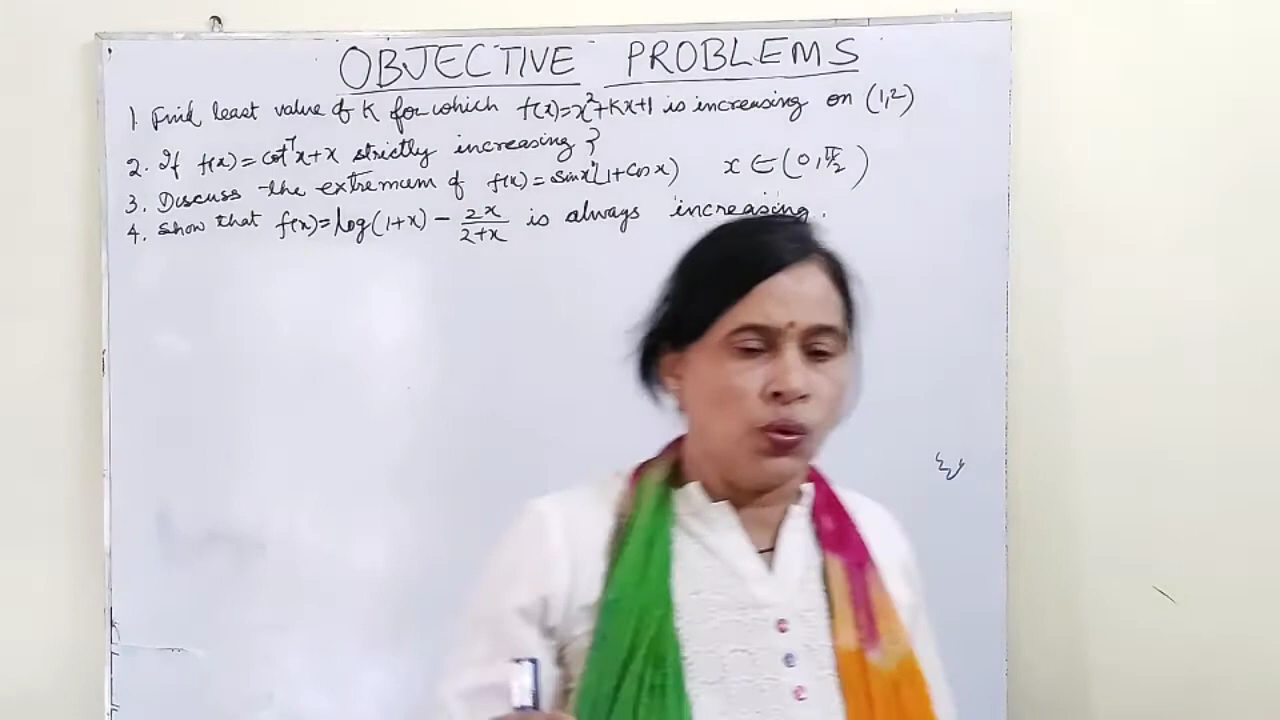 OBJECTIVE PROBLEMS
1. Find least value of K for which f(x)=x²+Kx+1 is increasing on (1,2)
2. If f(x) = cot⁻¹x+x strictly increasing?
3. Discuss the extremum of f(x) = sinx(1+cosx) x ∈ (0, π/2)
4. Show that f(x)=log(1+x) - 2x/2+x is always increasing.